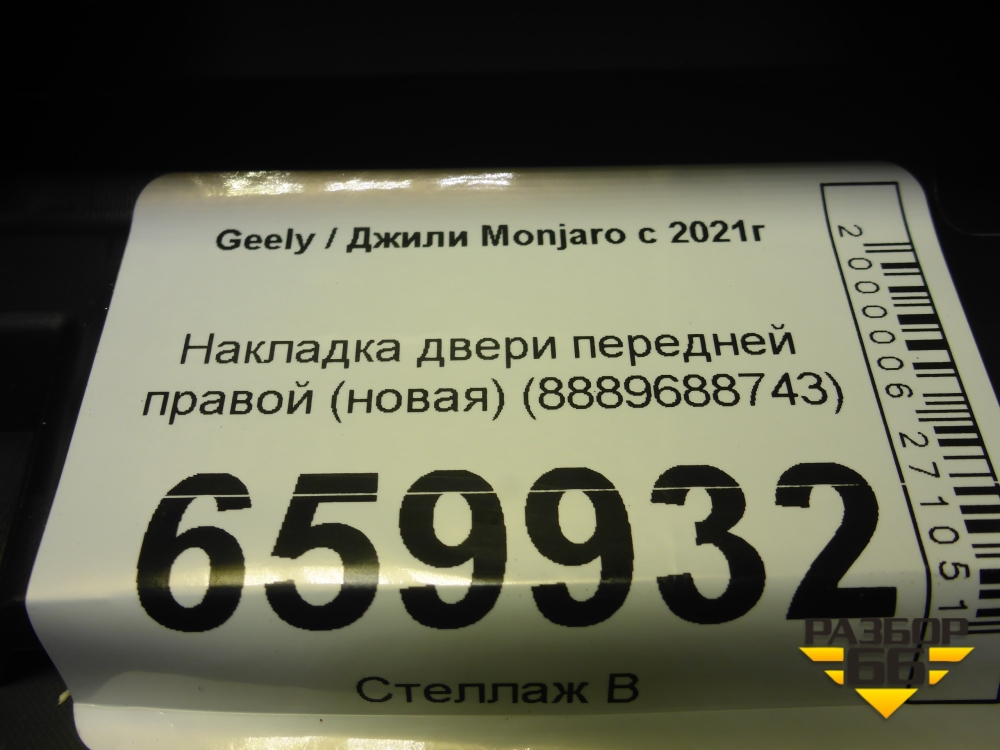 Geely / Джили Monjaro с 2021г
Накладка двери передней
правой (новая) (8889688743)
659932
Стеллаж В
2000006271051
РАЗБОР
66